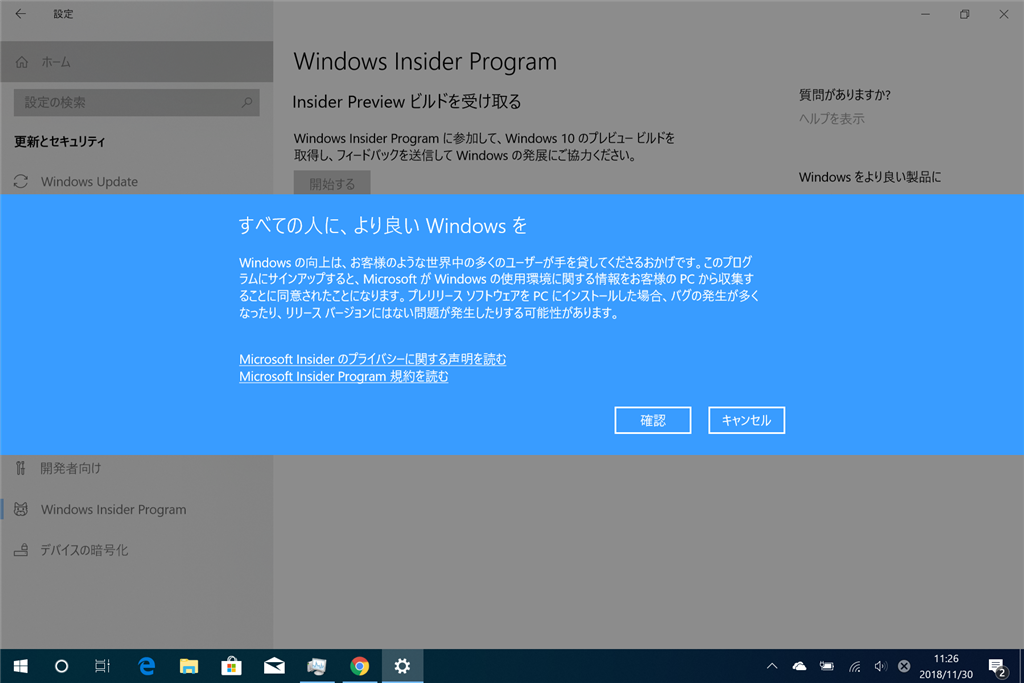 設定
ホーム
設定の検索
更新とセキュリティ
Windows Update
Windows Insider Program
Insider Preview ビルドを受け取る
Windows Insider Program に参加して、Windows 10 のプレビュー ビルドを
取得し、フィードバックを送信して Windows の発展にご協力ください。
開始する
質問がありますか?
ヘルプを表示
Windows をより良い製品に
すべての人に、より良い Windows を
Windows の向上は、お客様のような世界中の多くのユーザーが手を貸してくださるおかげです。このプログ
ラムにサインアップすると、Microsoft が Windows の使用環境に関する情報をお客様の PC から収集す
ることに同意されたことになります。プレリリース ソフトウェアを PC にインストールした場合、バグの発生が多く
なったり、リリース バージョンにはない問題が発生したりする可能性があります。
Microsoft Insider のプライバシーに関する声明を読む
Microsoft Insider Program 規約を読む
確認
キャンセル
開発者向け
Windows Insider Program
デバイスの暗号化
11:26
2018/11/30
2